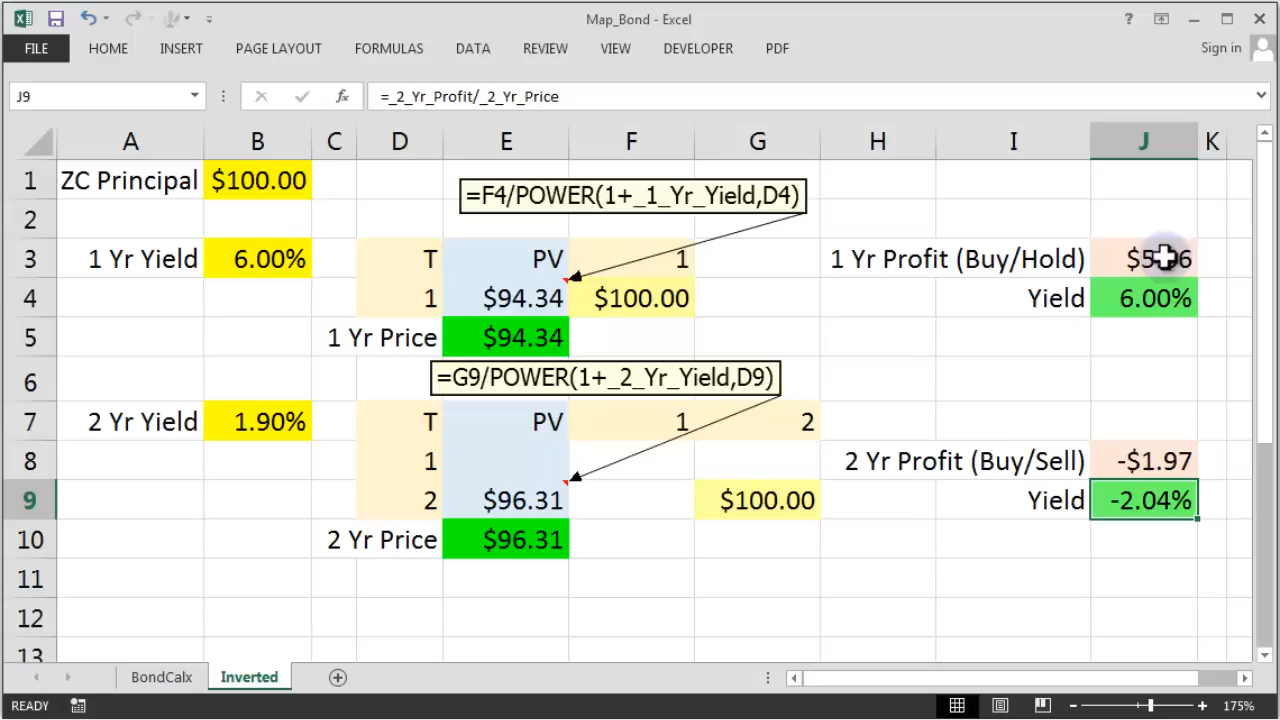 Map_Bond - Excel
?
FILE HOME INSERT PAGE LAYOUT FORMULAS DATA REVIEW VIEW DEVELOPER PDF Sign in
J9 fx =_2_Yr_Profit/_2_Yr_Price
A B C D E F G H I J K
1 ZC Principal $100.00
=F4/POWER(1+_1_Yr_Yield,D4)
2
3 1 Yr Yield 6.00% T PV 1 1 Yr Profit (Buy/Hold)
4 1 $94.34 $100.00 Yield 6.00%
5 1 Yr Price $94.34
6
=G9/POWER(1+_2_Yr_Yield,D9)
7 2 Yr Yield 1.90% T PV 1 2
8 1 2 Yr Profit (Buy/Sell) -$1.97
9 2 $96.31 $100.00 Yield -2.04%
10 2 Yr Price $96.31
11
12
13
BondCalx Inverted
READY 175%